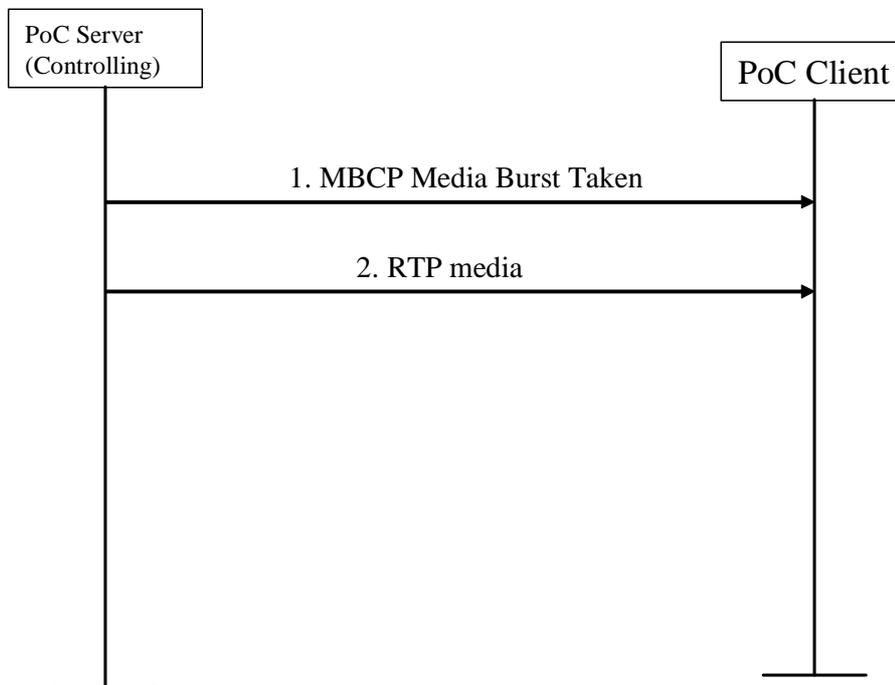 PoC Server
(Controlling)
PoC Client
1. MBCP Media Burst Taken
2. RTP media